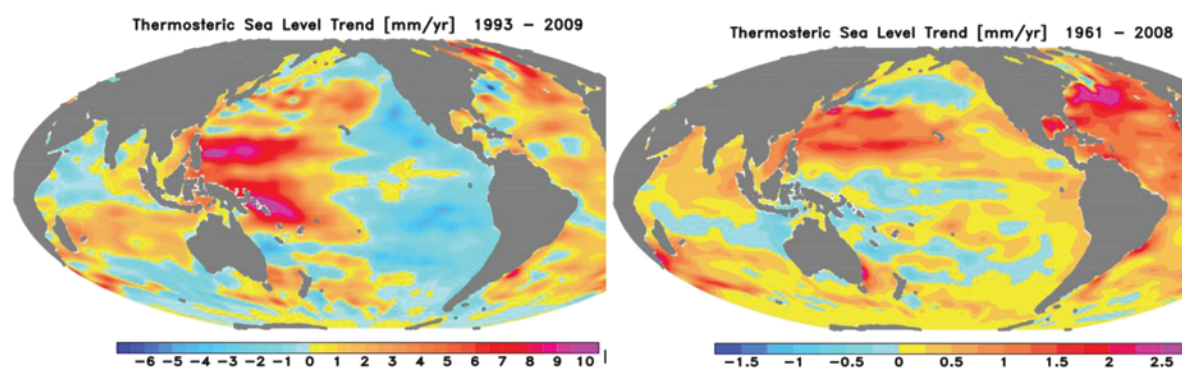 Thermosteric Sea Level Trend [mm/yr] 1993 – 2009
Thermosteric Sea Level Trend [mm/yr] 1961 – 2008
−6 −5 −4 −3 −2 −1 0 1 2 3 4 5 6 7 8 9 10
−1.5 −1 −0.5 0 0.5 1 1.5 2 2.5